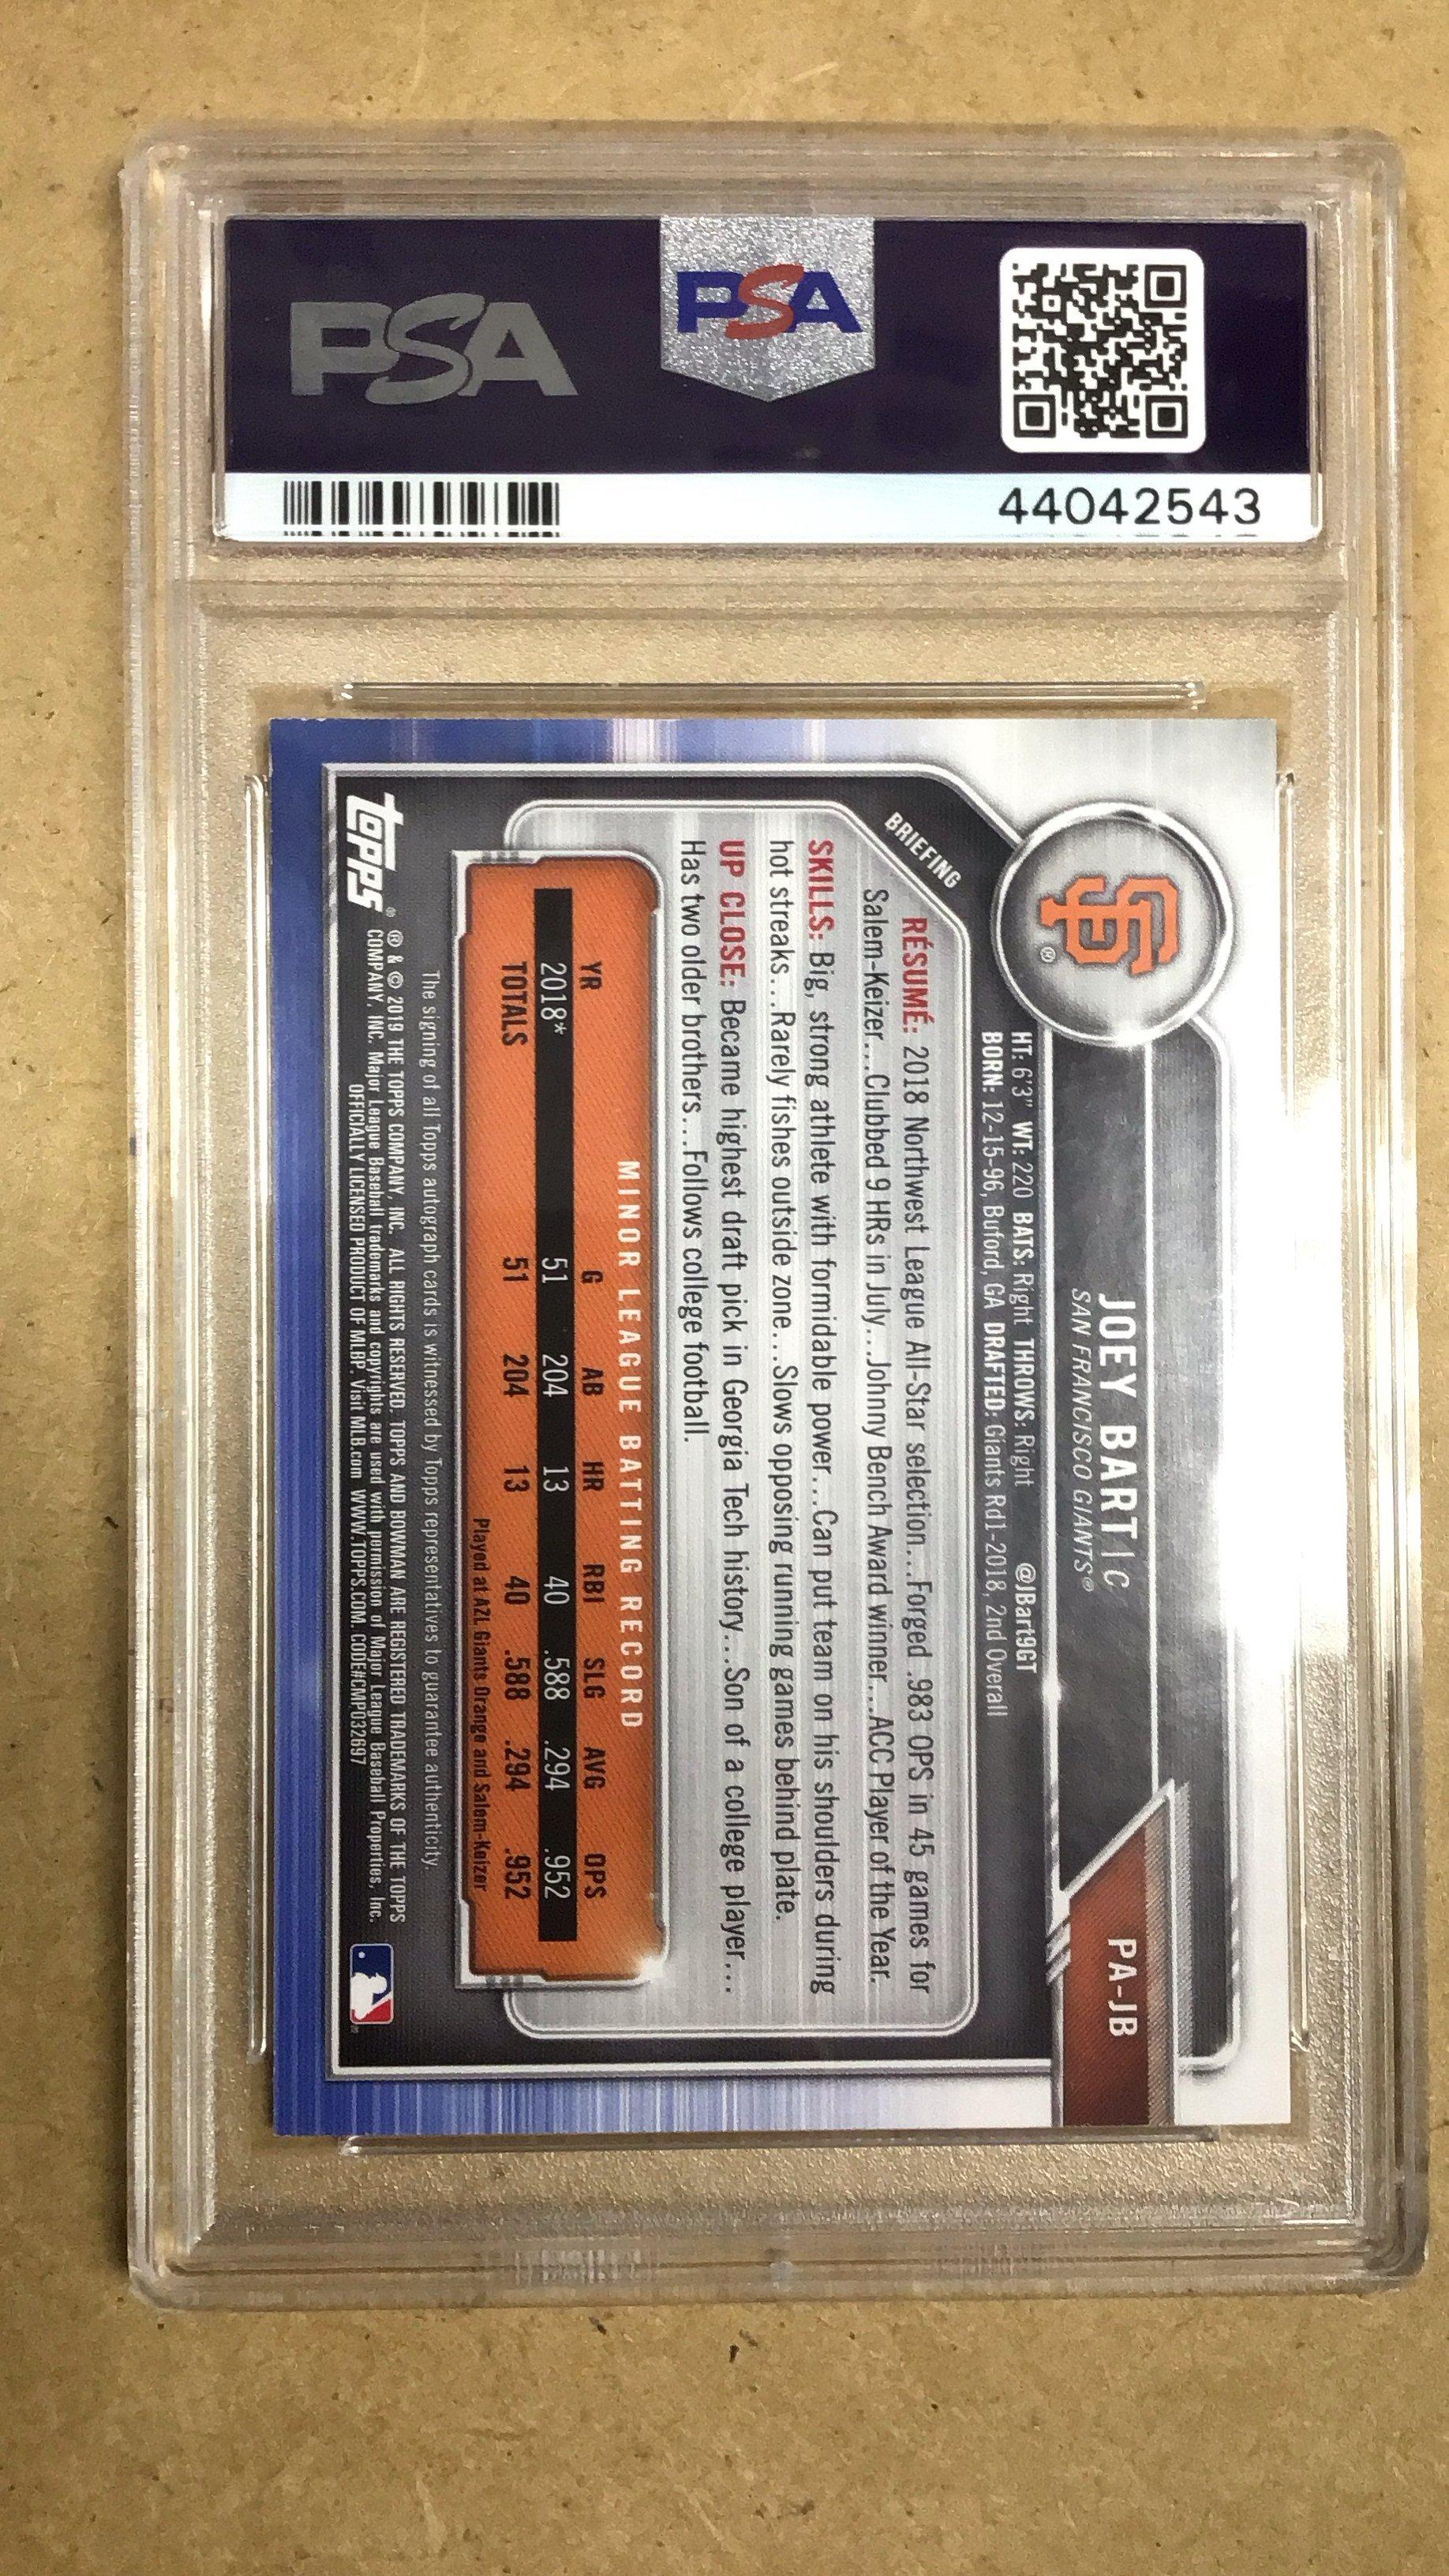 PSA
PSA
44042543
SF®
JOEY BART | C
SAN FRANCISCO GIANTS®
PA-JB
HT: 6'3" WT: 220 BATS: Right THROWS: Right @JBart9GT
BORN: 12-15-96, Buford, GA DRAFTED: Giants Rd1-2018, 2nd Overall
BRIEFING
RÉSUMÉ: 2018 Northwest League All-Star selection...Forged .983 OPS in 45 games for
Salem-Keizer...Clubbed 9 HRs in July...Johnny Bench Award winner...ACC Player of the Year.
SKILLS: Big, strong athlete with formidable power...Can put team on his shoulders during
hot streaks...Rarely fishes outside zone...Slows opposing running games behind plate.
UP CLOSE: Became highest draft pick in Georgia Tech history...Son of a college player...
Has two older brothers...Follows college football.
MINOR LEAGUE BATTING RECORD
YR G AB HR RBI SLG AVG OPS
2018* 51 204 13 40 .588 .294 .952
TOTALS 51 204 13 40 .588 .294 .952
Played at AZL Giants Orange and Salem-Keizer
The signing of all Topps autograph cards is witnessed by Topps representatives to guarantee authenticity.
topps®
® & © 2019 THE TOPPS COMPANY, INC. ALL RIGHTS RESERVED. TOPPS AND BOWMAN ARE REGISTERED TRADEMARKS OF THE TOPPS
COMPANY, INC. Major League Baseball trademarks and copyrights are used with permission of Major League Baseball Properties, Inc.
OFFICIALLY LICENSED PRODUCT OF MLBP. Visit MLB.com WWW.TOPPS.COM. CODE#CMP032697